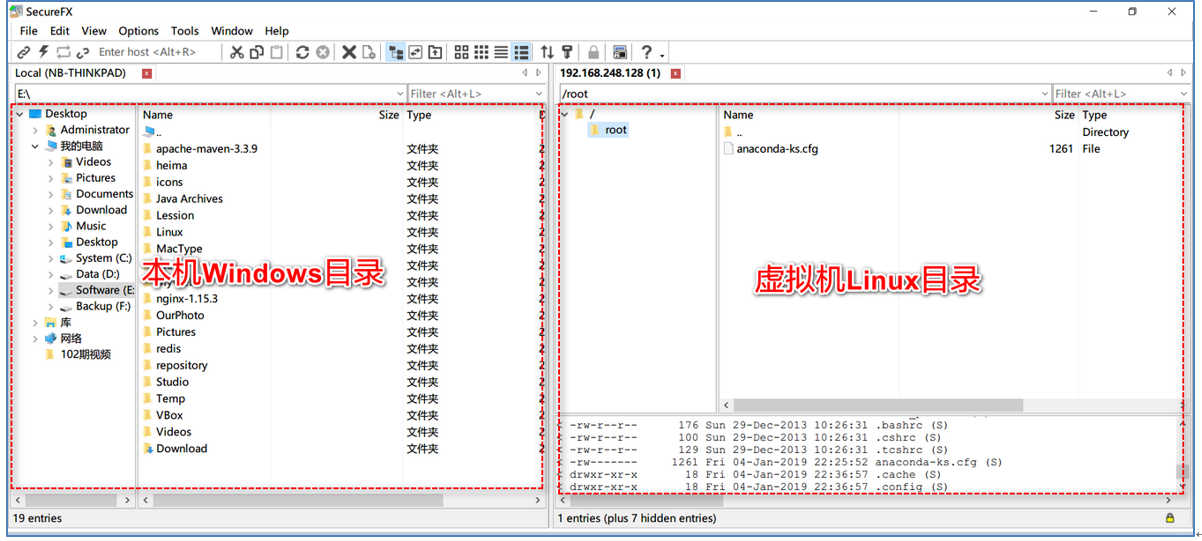 SecureFX
File Edit View Options Tools Window Help
Enter host <Alt+R>
Local (NB-THINKPAD)
E:\
Filter <Alt+L>
Desktop
Administrator
我的电脑
Videos
Pictures
Documents
Download
Music
Desktop
System (C:)
Data (D:)
Software (E:
Backup (F:)
库
网络
102期视频
Name Size Type
..
apache-maven-3.3.9 文件夹
heima 文件夹
icons 文件夹
Java Archives 文件夹
Lession 文件夹
Linux 文件夹
MacType 文件夹
文件夹
文件夹
nginx-1.15.3 文件夹
OurPhoto 文件夹
Pictures 文件夹
redis 文件夹
repository 文件夹
Studio 文件夹
Temp 文件夹
VBox 文件夹
Videos 文件夹
Download 文件夹
本机Windows目录
19 entries
192.168.248.128 (1)
/root
Filter <Alt+L>
/
root
Name Size Type
.. Directory
anaconda-ks.cfg 1261 File
虚拟机Linux目录
-rw-r--r-- 176 Sun 29-Dec-2013 10:26:31 .bashrc (S)
-rw-r--r-- 100 Sun 29-Dec-2013 10:26:31 .cshrc (S)
-rw-r--r-- 129 Sun 29-Dec-2013 10:26:31 .tcshrc (S)
-rw------- 1261 Fri 04-Jan-2019 22:25:52 anaconda-ks.cfg (S)
drwxr-xr-x 18 Fri 04-Jan-2019 22:36:57 .cache (S)
drwxr-xr-x 18 Fri 04-Jan-2019 22:36:57 .config (S)
1 entries (plus 7 hidden entries)